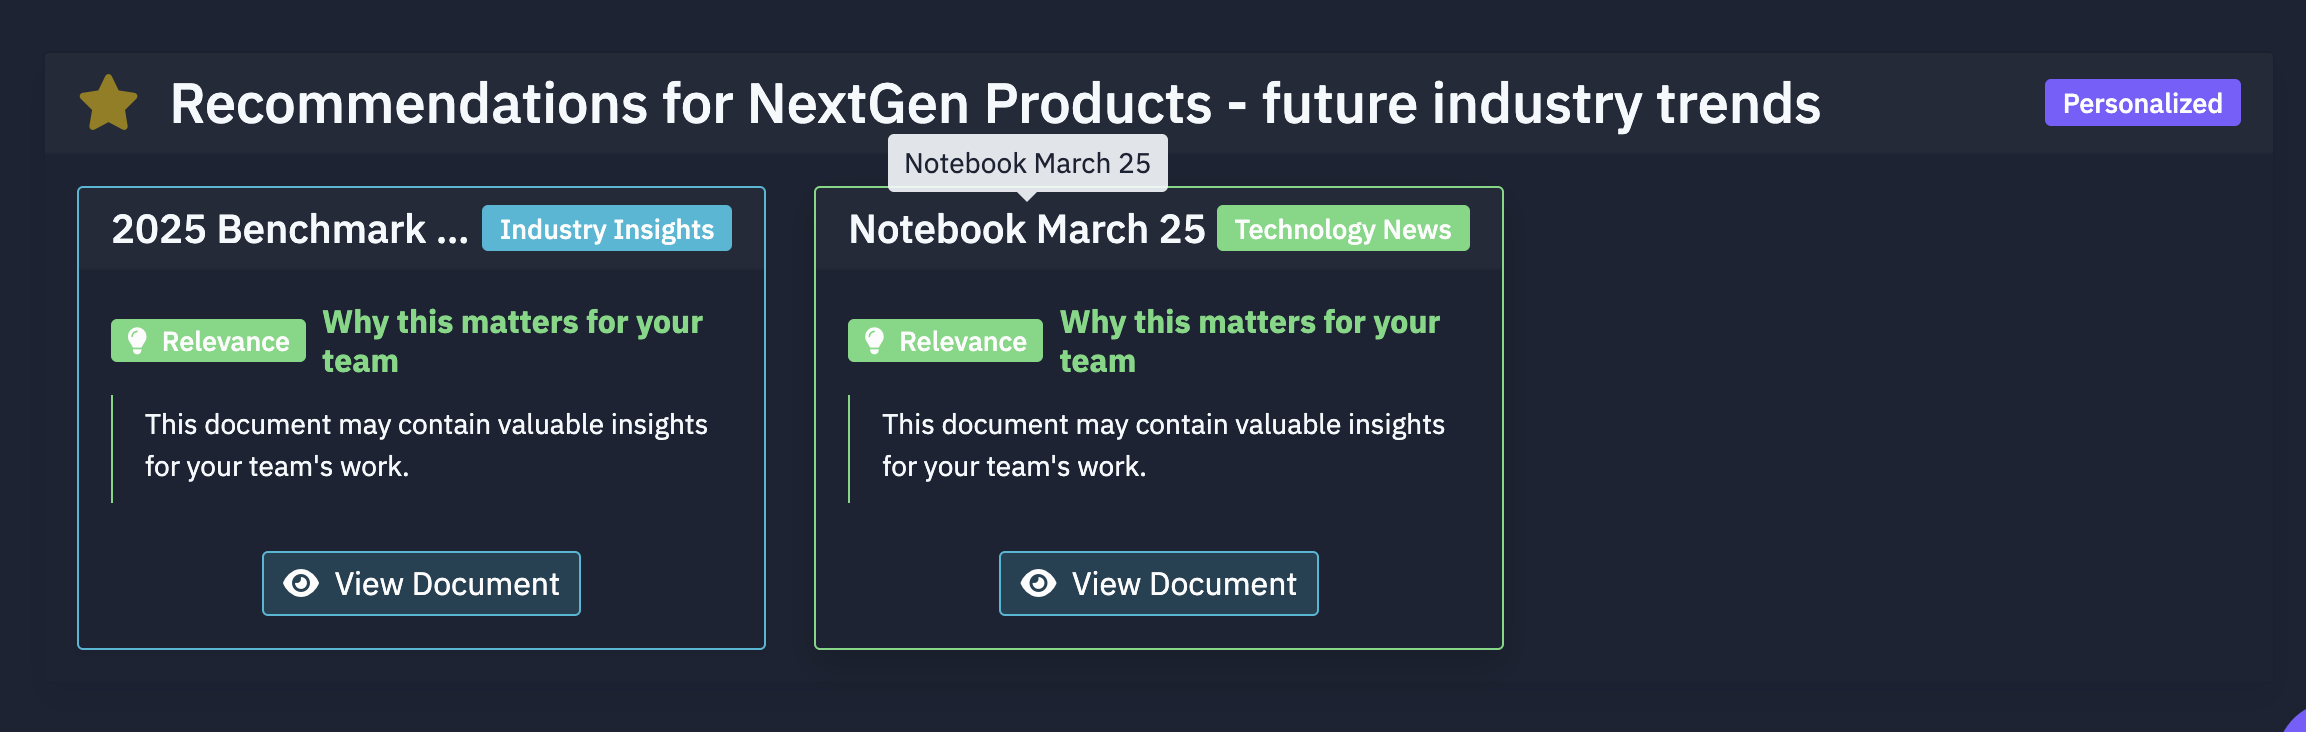 Recommendations for NextGen Products - future industry trends
Personalized
Notebook March 25
2025 Benchmark ...
Industry Insights
Relevance
Why this matters for your
team
This document may contain valuable insights
for your team's work.
View Document
Notebook March 25
Technology News
Relevance
Why this matters for your
team
This document may contain valuable insights
for your team's work.
View Document